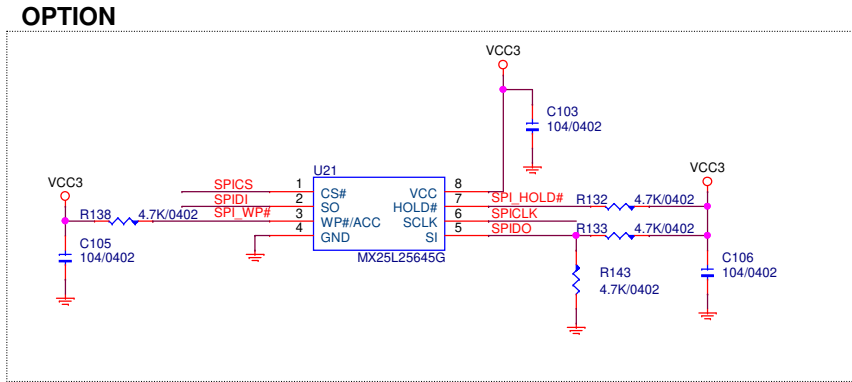 OPTION
VCC3
C103
104/0402
U21
SPICS 1 CS# VCC 8
SPIDI 2 SO HOLD# 7 SPI_HOLD# R132 4.7K/0402
SPI_WP# 3 WP#/ACC SCLK 6 SPICLK
4 GND SI 5 SPIDO R133 4.7K/0402
MX25L25645G
VCC3
R138 4.7K/0402
C105
104/0402
VCC3
C106
104/0402
R143
4.7K/0402